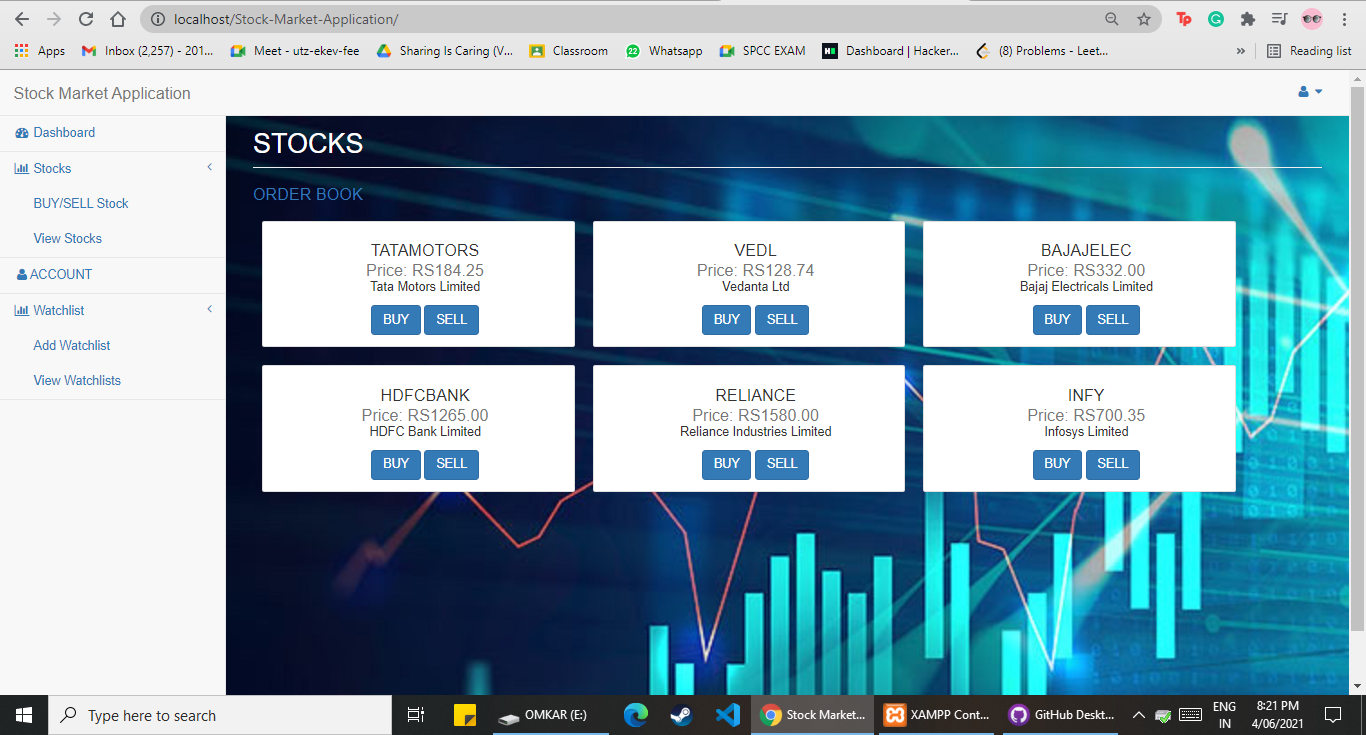 localhost/Stock-Market-Application/
Apps
Inbox (2,257) - 201...
Meet - utz-ekev-fee
Sharing Is Caring (V...
Classroom
22
Whatsapp
SPCC EXAM
Dashboard | Hacker...
(8) Problems - Leet...
»
Reading list
Stock Market Application
Dashboard
Stocks
BUY/SELL Stock
View Stocks
ACCOUNT
Watchlist
Add Watchlist
View Watchlists
STOCKS
ORDER BOOK
TATAMOTORS
Price: RS184.25
Tata Motors Limited
BUY SELL
VEDL
Price: RS128.74
Vedanta Ltd
BUY SELL
BAJAJELEC
Price: RS332.00
Bajaj Electricals Limited
BUY SELL
HDFCBANK
Price: RS1265.00
HDFC Bank Limited
BUY SELL
RELIANCE
Price: RS1580.00
Reliance Industries Limited
BUY SELL
INFY
Price: RS700.35
Infosys Limited
BUY SELL
Type here to search
OMKAR (E:)
Stock Market...
XAMPP Cont...
GitHub Deskt...
ENG
IN
8:21 PM
4/06/2021